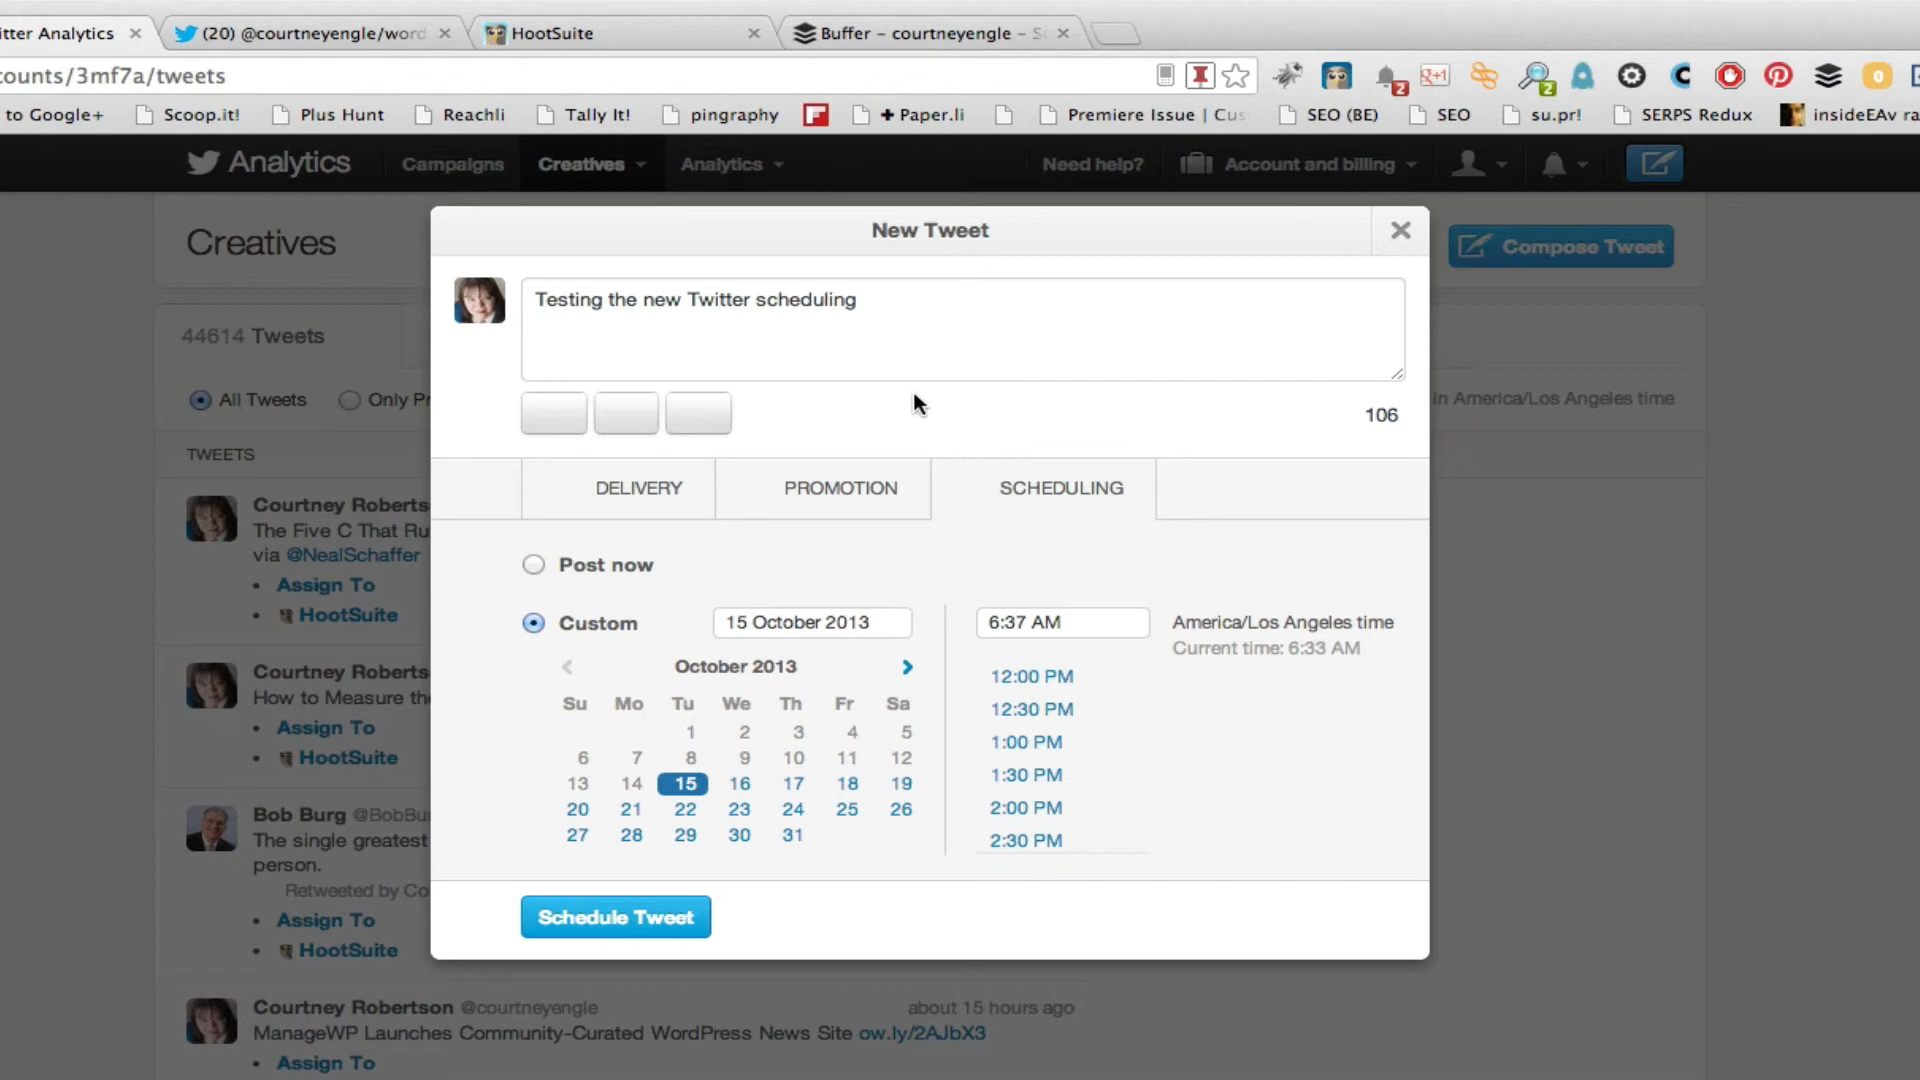 tter Analytics
(20) @courtneyengle/word
HootSuite
Buffer – courtneyengle – S
counts/3mf7a/tweets
2
g+1
2
to Google+
Scoop.it!
Plus Hunt
Reachli
Tally It!
pingraphy
+ Paper.li
Premiere Issue | Cus
SEO (BE)
SEO
su.pr!
SERPS Redux
insideEAv ra
Analytics
Campaigns
Creatives
Analytics
Need help?
Account and billing
Creatives
Compose Tweet
New Tweet
Testing the new Twitter scheduling
106
44614 Tweets
All Tweets
Only Pr
in America/Los Angeles time
TWEETS
DELIVERY
PROMOTION
SCHEDULING
Courtney Roberts
The Five C That Ru
via @NealSchaffer
• Assign To
• HootSuite
Courtney Roberts
How to Measure the
• Assign To
• HootSuite
Bob Burg @BobBu
The single greatest
person.
Retweeted by Co
• Assign To
• HootSuite
Post now
Custom
15 October 2013
October 2013
Su Mo Tu We Th Fr Sa
1 2 3 4 5
6 7 8 9 10 11 12
13 14 15 16 17 18 19
20 21 22 23 24 25 26
27 28 29 30 31
6:37 AM
12:00 PM
12:30 PM
1:00 PM
1:30 PM
2:00 PM
2:30 PM
America/Los Angeles time
Current time: 6:33 AM
Schedule Tweet
Courtney Robertson @courtneyengle
about 15 hours ago
ManageWP Launches Community-Curated WordPress News Site ow.ly/2AJbX3
• Assign To